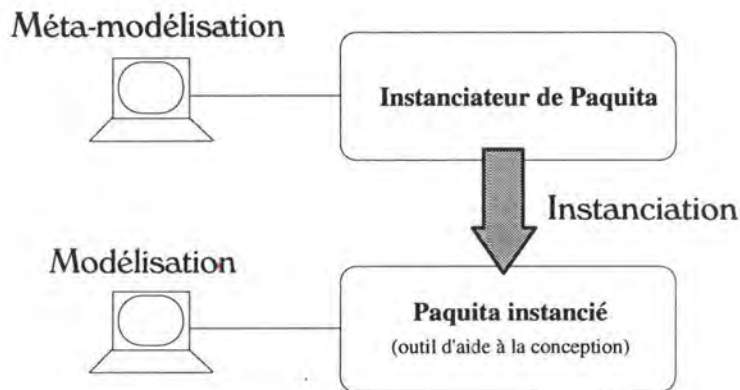 Méta-modélisation
Instanciateur de Paquita
Instanciation
Modélisation
Paquita instancié
(outil d'aide à la conception)